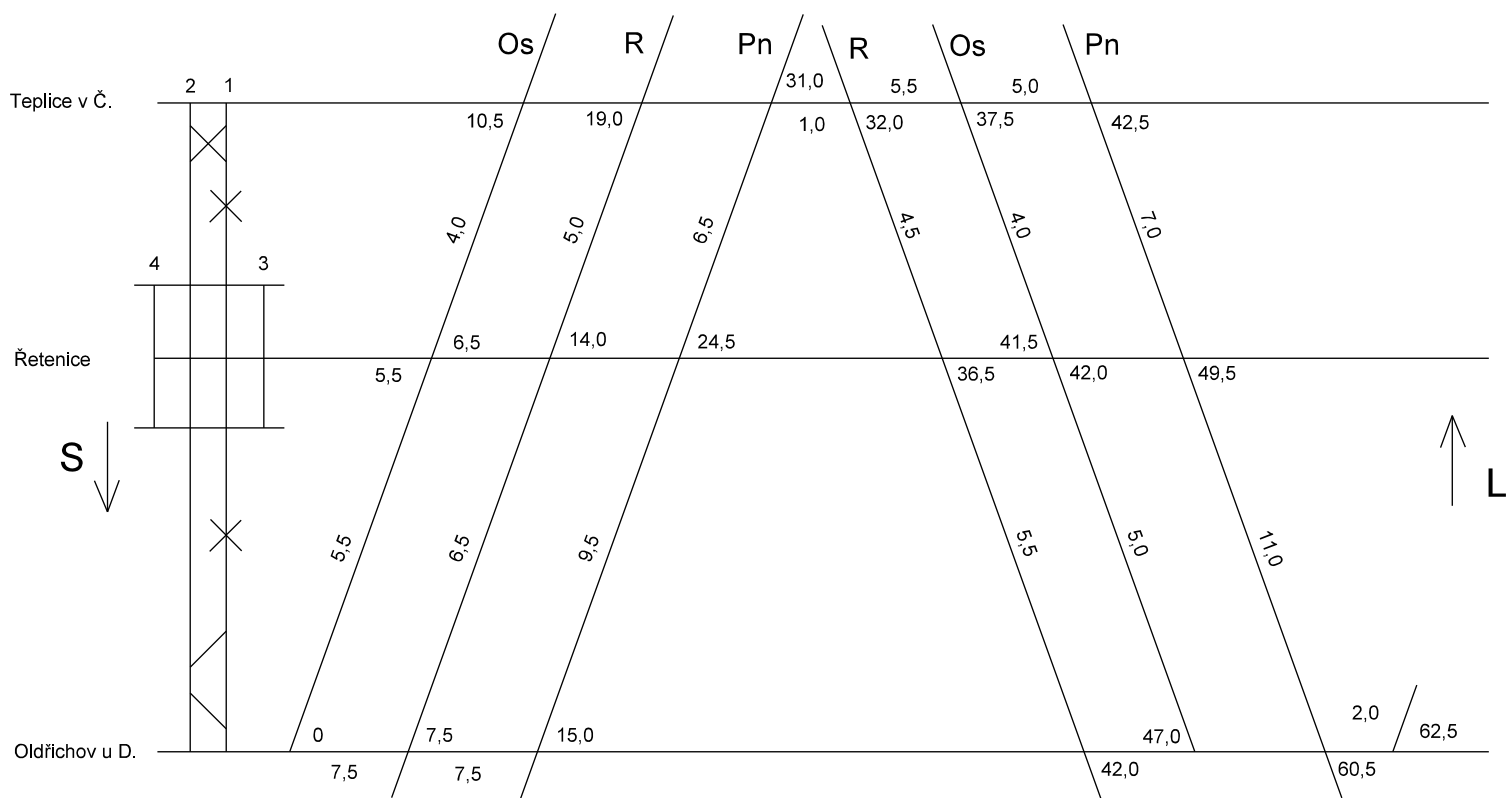 Os R Pn R Os Pn
2 1 31,0 5,5 5,0
Teplice v Č.
10,5 19,0 1,0 32,0 37,5 42,5
4,0 5,0 6,5 4,5 4,0 7,0
4 3
6,5 14,0 24,5 41,5
Řetenice
5,5 36,5 42,0 49,5
S L
5,5 6,5 9,5 5,5 5,0 11,0
2,0
0 7,5 15,0 47,0 62,5
Oldřichov u D.
7,5 7,5 42,0 60,5